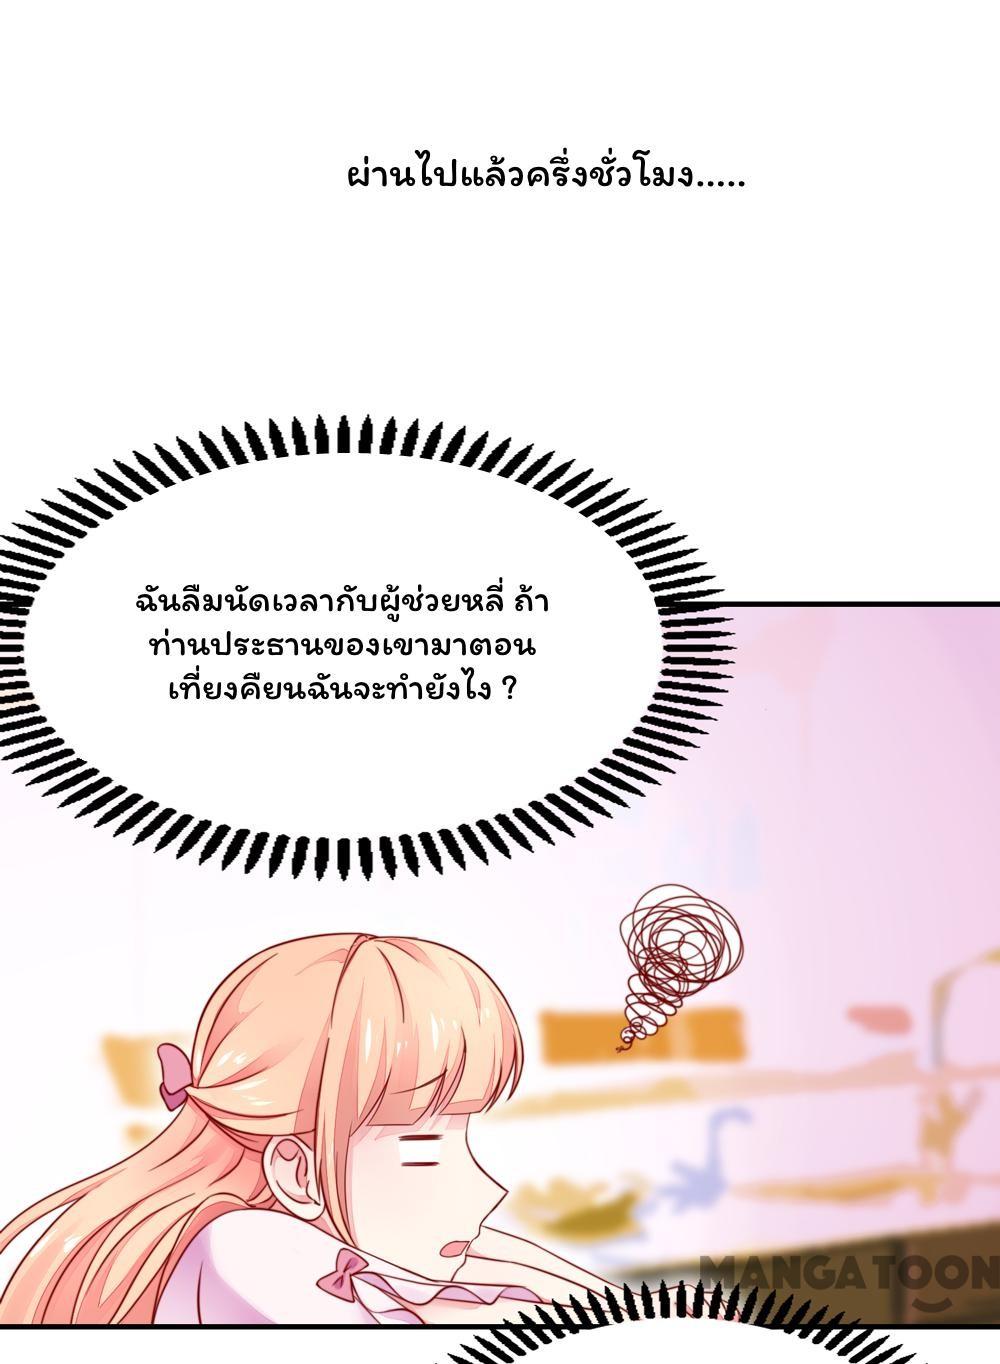 ผ่านไปแล้วครึ่งชั่วโมง.....
ฉันลืมนัดเวลากับผู้ช่วยหลี่ ถ้า
ท่านประธานของเขามาตอน
เที่ยงคืยนฉันจะทำยังไง ?
MANGATOON